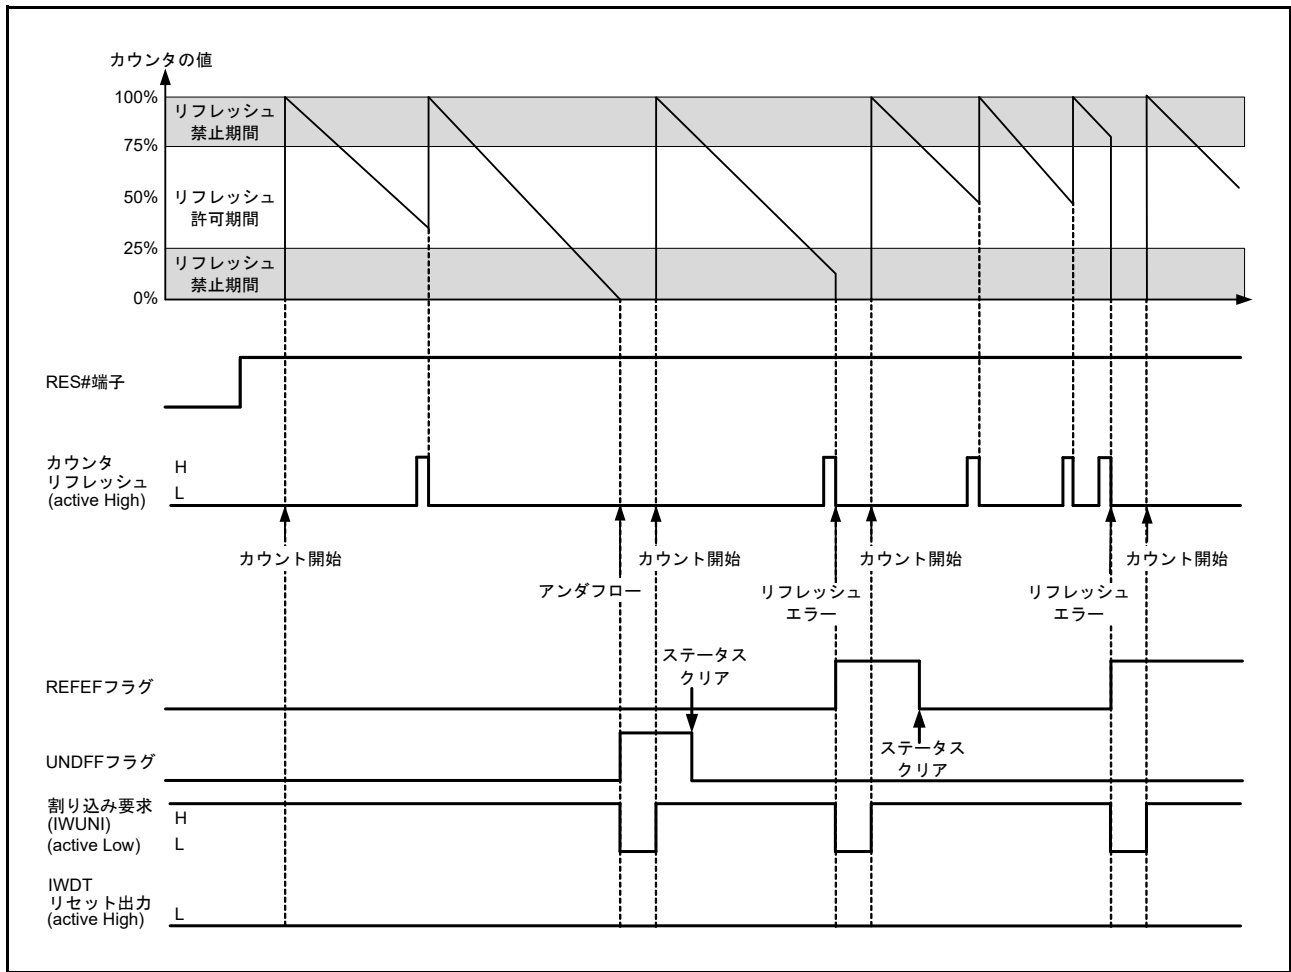 カウンタの値
100%
リフレッシュ
禁止期間
75%
50%
リフレッシュ
許可期間
25%
リフレッシュ
禁止期間
0%
RES#端子
カウンタ
リフレッシュ
(active High)
H
L
カウント開始
カウント開始
カウント開始
カウント開始
アンダフロー
リフレッシュ
エラー
リフレッシュ
エラー
ステータス
クリア
REFEFフラグ
ステータス
クリア
UNDFFフラグ
割り込み要求
(IWUNI)
(active Low)
H
L
IWDT
リセット出力
(active High)
L